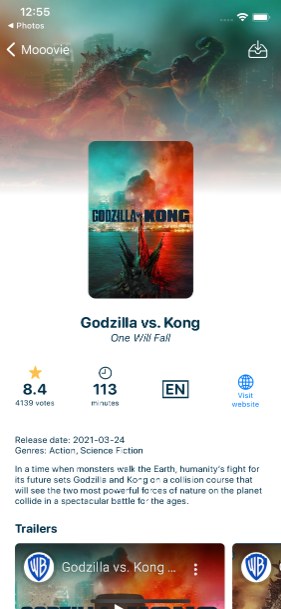 12:55
Photos
Mooovie
GODZILLA VS KONG
Godzilla vs. Kong
One Will Fall
8.4
4139 votes
113
minutes
EN
Visit
website
Release date: 2021-03-24
Genres: Action, Science Fiction
In a time when monsters walk the Earth, humanity's fight for
its future sets Godzilla and Kong on a collision course that
will see the two most powerful forces of nature on the planet
collide in a spectacular battle for the ages.
Trailers
Godzilla vs. Kong ...